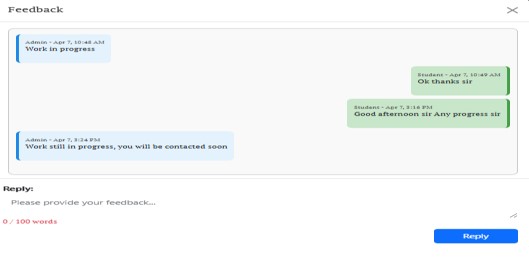 Feedback
Admin - Apr 7, 10:48 AM
Work in progress
Student - Apr 7, 10:49 AM
Ok thanks sir
Student - Apr 7, 3:16 PM
Good afternoon sir Any progress sir
Admin - Apr 7, 3:24 PM
Work still in progress, you will be contacted soon
Reply:
Please provide your feedback...
0 / 100 words
Reply